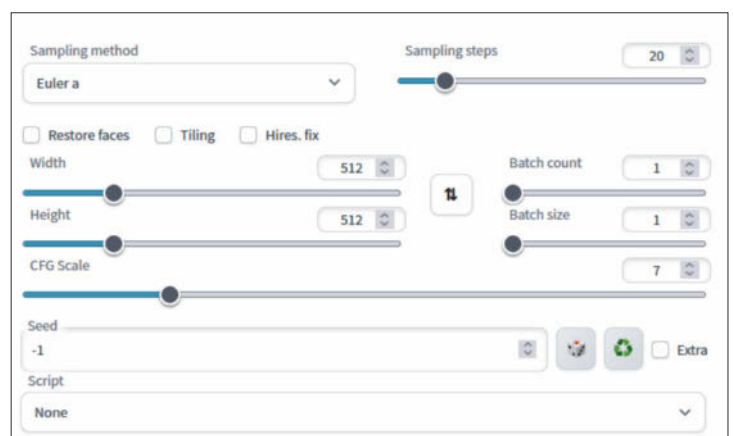 Sampling method
Sampling steps
20
Euler a
Restore faces
Tiling
Hires. fix
Width
512
Batch count
1
Height
512
Batch size
1
CFG Scale
7
Seed
-1
Extra
Script
None